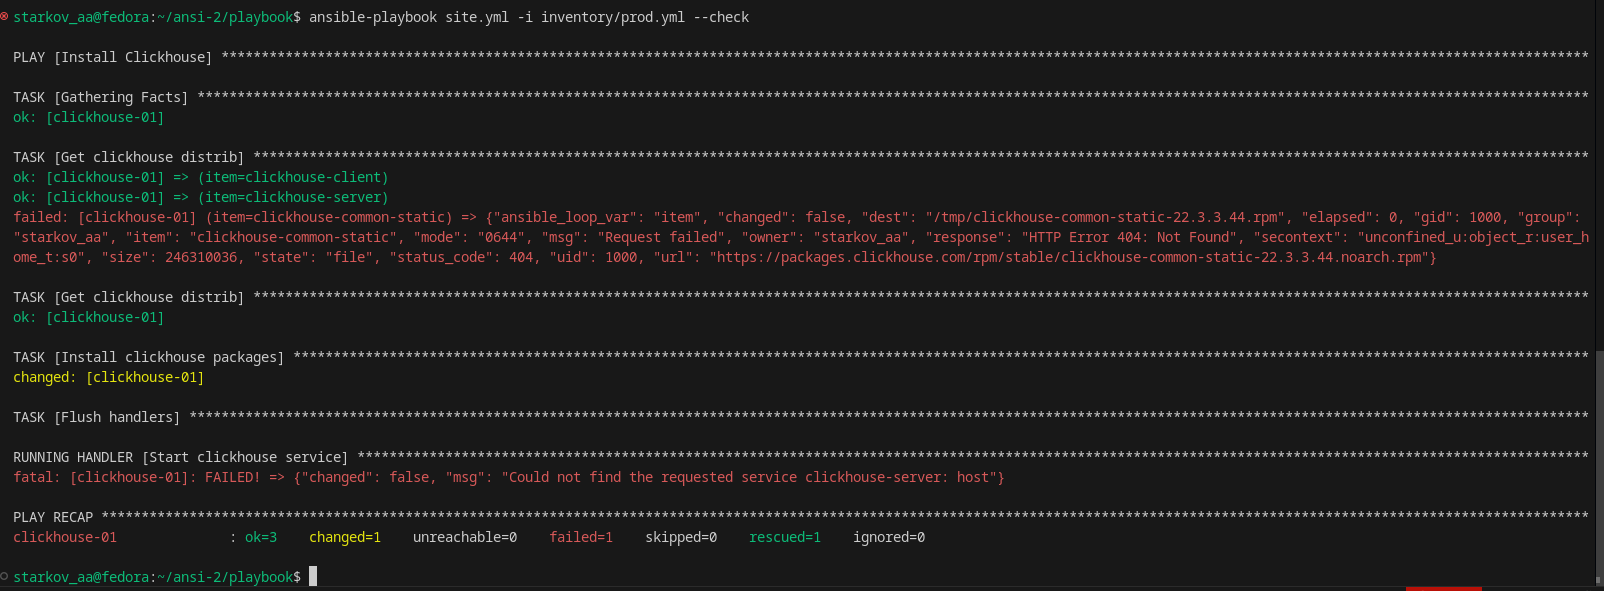 starkov_aa@fedora:~/ansi-2/playbook$ ansible-playbook site.yml -i inventory/prod.yml --check
PLAY [Install Clickhouse] ***************************************************************************************************************************************************************************
TASK [Gathering Facts] ******************************************************************************************************************************************************************************
ok: [clickhouse-01]
TASK [Get clickhouse distrib] ***********************************************************************************************************************************************************************
ok: [clickhouse-01] => (item=clickhouse-client)
ok: [clickhouse-01] => (item=clickhouse-server)
failed: [clickhouse-01] (item=clickhouse-common-static) => {"ansible_loop_var": "item", "changed": false, "dest": "/tmp/clickhouse-common-static-22.3.3.44.rpm", "elapsed": 0, "gid": 1000, "group":
"starkov_aa", "item": "clickhouse-common-static", "mode": "0644", "msg": "Request failed", "owner": "starkov_aa", "response": "HTTP Error 404: Not Found", "secontext": "unconfined_u:object_r:user_h
ome_t:s0", "size": 246310036, "state": "file", "status_code": 404, "uid": 1000, "url": "https://packages.clickhouse.com/rpm/stable/clickhouse-common-static-22.3.3.44.noarch.rpm"}
TASK [Get clickhouse distrib] ***********************************************************************************************************************************************************************
ok: [clickhouse-01]
TASK [Install clickhouse packages] ******************************************************************************************************************************************************************
changed: [clickhouse-01]
TASK [Flush handlers] *******************************************************************************************************************************************************************************
RUNNING HANDLER [Start clickhouse service] **********************************************************************************************************************************************************
fatal: [clickhouse-01]: FAILED! => {"changed": false, "msg": "Could not find the requested service clickhouse-server: host"}
PLAY RECAP ******************************************************************************************************************************************************************************************
clickhouse-01              : ok=3    changed=1    unreachable=0    failed=1    skipped=0    rescued=1    ignored=0
starkov_aa@fedora:~/ansi-2/playbook$